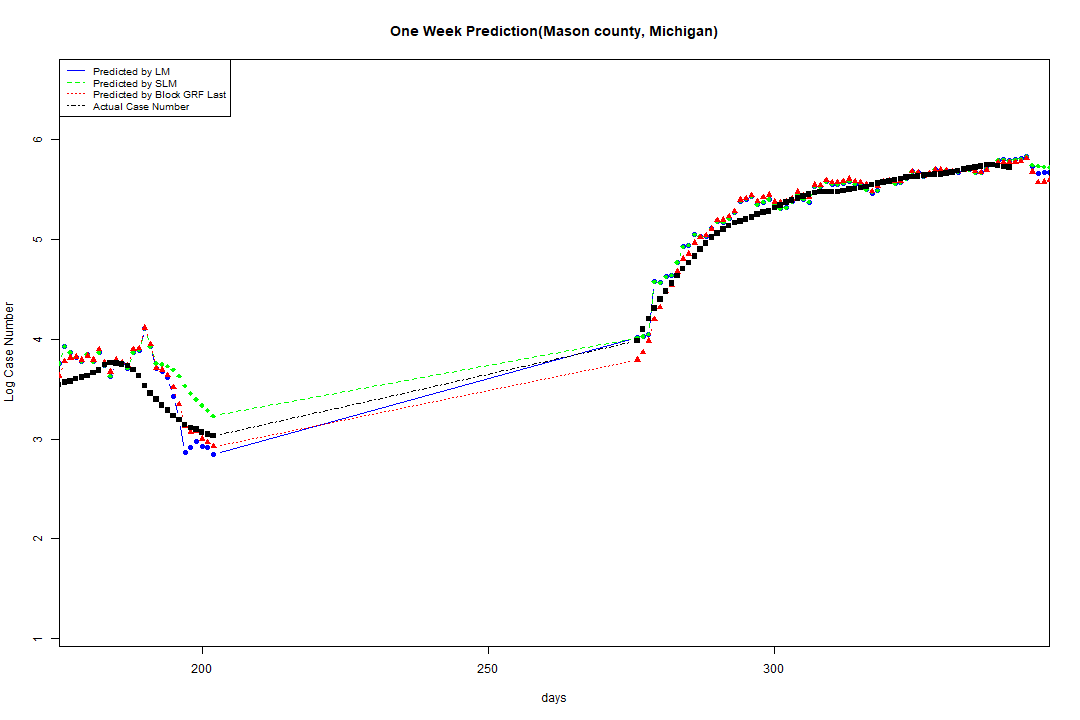 One Week Prediction(Mason county, Michigan)
Predicted by LM
Predicted by SLM
Predicted by Block GRF Last
Actual Case Number
6
5
4
3
2
1
Log Case Number
200
250
300
days